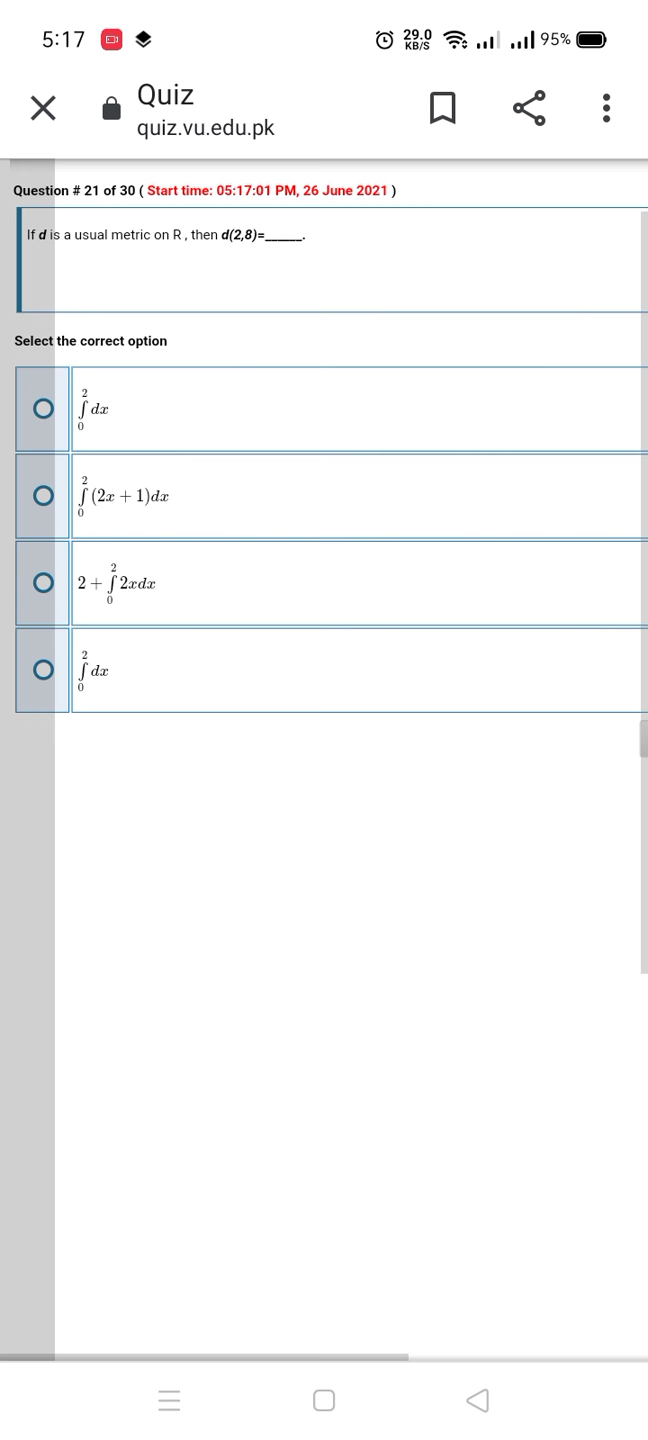 5:17 29.0 KB/S 95%
Quiz
quiz.vu.edu.pk
Question # 21 of 30 ( Start time: 05:17:01 PM, 26 June 2021 )
If d is a usual metric on R , then d(2,8)=______.
Select the correct option
∫₀² dx
∫₀² (2x + 1)dx
2 + ∫₀² 2xdx
∫₀² dx